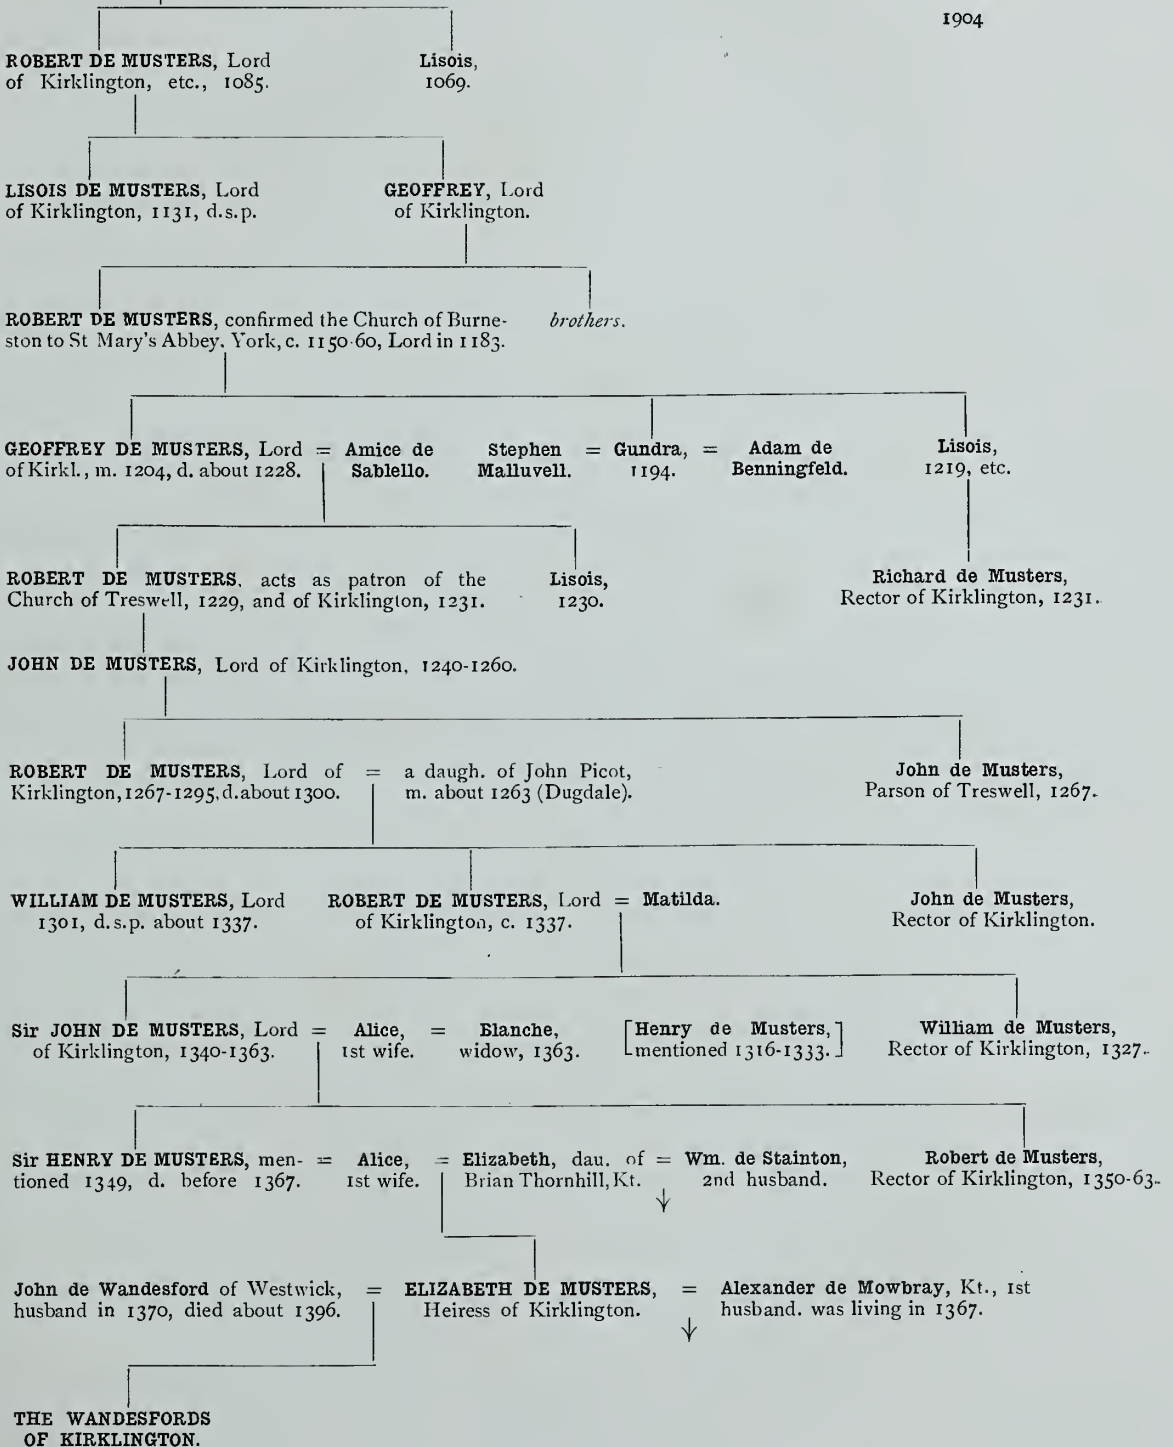 1904
ROBERT DE MUSTERS, Lord
of Kirklington, etc., 1085.
Lisois,
1069.
LISOIS DE MUSTERS, Lord
of Kirklington, 1131, d.s.p.
GEOFFREY, Lord
of Kirklington.
ROBERT DE MUSTERS, confirmed the Church of Burne-
ston to St Mary's Abbey, York, c. 1150-60, Lord in 1183.
brothers.
GEOFFREY DE MUSTERS, Lord
of Kirkl., m. 1204, d. about 1228.
=
Amice de
Sablello.
Stephen
Malluvell.
=
Gundra,
1194.
=
Adam de
Benningfeld.
Lisois,
1219, etc.
ROBERT DE MUSTERS, acts as patron of the
Church of Treswell, 1229, and of Kirklington, 1231.
Lisois,
1230.
Richard de Musters,
Rector of Kirklington, 1231.
JOHN DE MUSTERS, Lord of Kirklington, 1240-1260.
ROBERT DE MUSTERS, Lord of
Kirklington, 1267-1295, d. about 1300.
=
a daugh. of John Picot,
m. about 1263 (Dugdale).
John de Musters,
Parson of Treswell, 1267.
WILLIAM DE MUSTERS, Lord
1301, d.s.p. about 1337.
ROBERT DE MUSTERS, Lord
of Kirklington, c. 1337.
=
Matilda.
John de Musters,
Rector of Kirklington.
Sir JOHN DE MUSTERS, Lord
of Kirklington, 1340-1363.
=
Alice,
1st wife.
=
Blanche,
widow, 1363.
[Henry de Musters,
mentioned 1316-1333.]
William de Musters,
Rector of Kirklington, 1327.
Sir HENRY DE MUSTERS, men-
tioned 1349, d. before 1367.
=
Alice,
1st wife.
=
Elizabeth, dau. of
Brian Thornhill, Kt.
=
Wm. de Stainton,
2nd husband.
Robert de Musters,
Rector of Kirklington, 1350-63.
John de Wandesford of Westwick,
husband in 1370, died about 1396.
=
ELIZABETH DE MUSTERS,
Heiress of Kirklington.
=
Alexander de Mowbray, Kt., 1st
husband. was living in 1367.
THE WANDESFORDS
OF KIRKLINGTON.